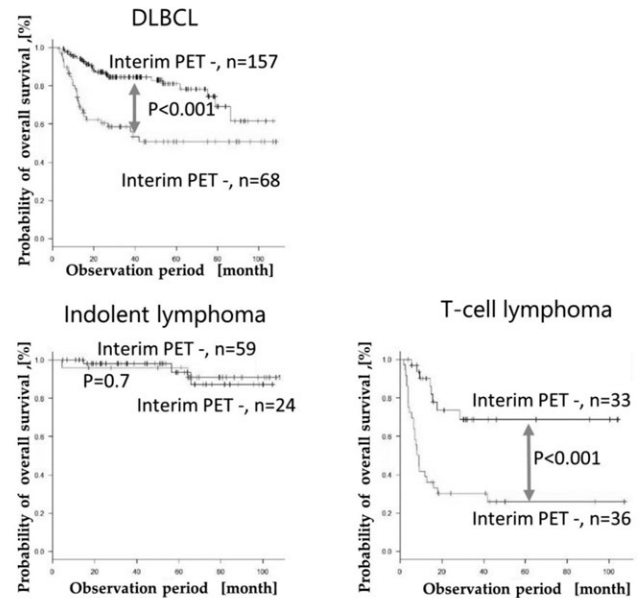 DLBCL
Probability of overall survival ,[%]
1.0
0.8
0.6
0.4
0.2
0.0
Interim PET -, n=157
P<0.001
Interim PET -, n=68
0 20 40 60 80 100
Observation period [month]
Indolent lymphoma
Probability of overall survival ,[%]
1.0
0.8
0.6
0.4
0.2
0.0
Interim PET -, n=59
P=0.7
Interim PET -, n=24
0 20 40 60 80 100
Observation period [month]
T-cell lymphoma
Probability of overall survival ,[%]
1.0
0.8
0.6
0.4
0.2
0.0
Interim PET -, n=33
P<0.001
Interim PET -, n=36
0 20 40 60 80 100
Observation period [month]